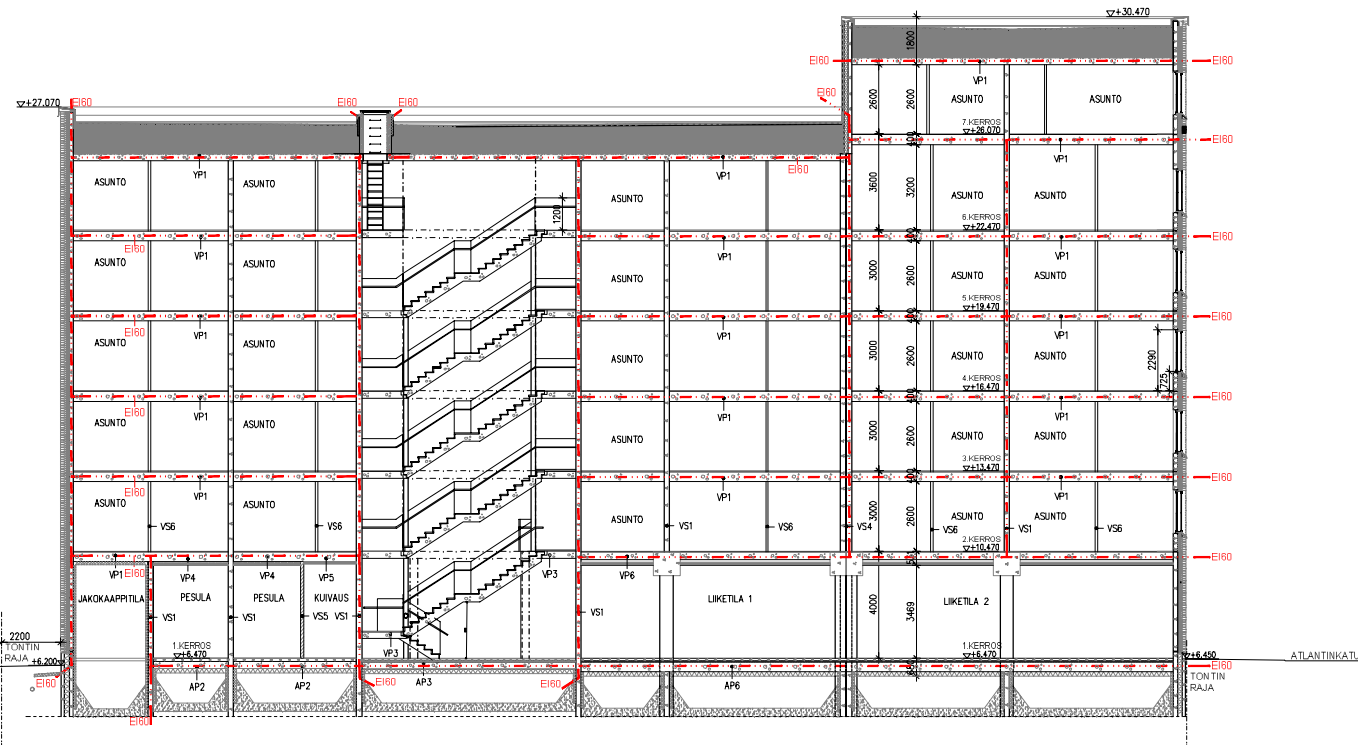 +30.470
1800
EI60
EI60
VP1
EI60
+27.070
EI60
EI60
EI60
2600
2600
ASUNTO
ASUNTO
7.KERROS
+26.070
400
EI60
ASUNTO
YP1
ASUNTO
VP1
EI60
VP1
ASUNTO
1200
3600
3200
ASUNTO
ASUNTO
6.KERROS
+22.470
400
EI60
EI60
ASUNTO
VP1
ASUNTO
ASUNTO
VP1
3000
2600
ASUNTO
VP1
ASUNTO
5.KERROS
+19.470
400
EI60
EI60
ASUNTO
VP1
ASUNTO
ASUNTO
VP1
3000
2600
ASUNTO
VP1
ASUNTO
2290
725
4.KERROS
+16.470
400
EI60
EI60
ASUNTO
VP1
ASUNTO
ASUNTO
VP1
3000
2600
ASUNTO
VP1
ASUNTO
3.KERROS
+13.470
400
EI60
EI60
ASUNTO
VP1
ASUNTO
ASUNTO
VP1
3000
2600
ASUNTO
VP1
ASUNTO
VS6
VS6
VS1
VS6
VS4
VS6
VS1
VS6
2.KERROS
+10.470
EI60
VP1
EI60
VP4
VP4
VP5
VP3
VP6
JAKOKAAPPITILA
PESULA
PESULA
KUIVAUS
LIIKETILA 1
4000
3469
LIIKETILA 2
VS1
VS1
VS5
VS1
VS1
2200
TONTIN
RAJA
1.KERROS
+6.470
VP3
1.KERROS
+6.470
+6.200
+6.450
ATLANTINKATU
EI60
EI60
AP2
AP2
EI60
AP3
EI60
AP6
TONTIN
RAJA
EI60